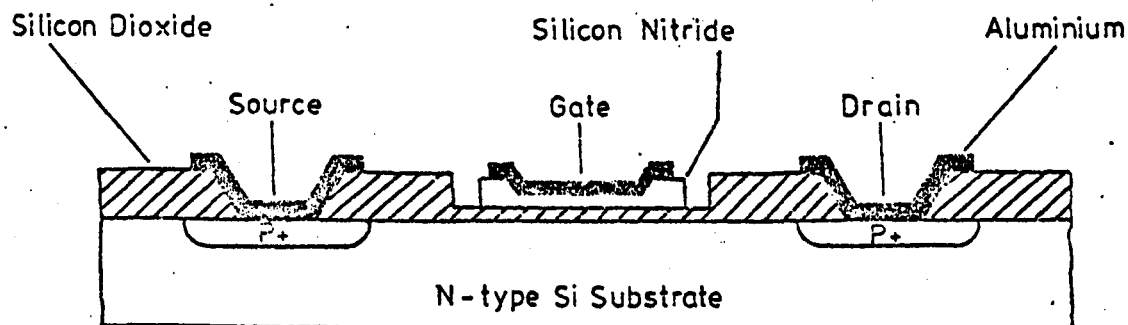 Silicon Dioxide
Silicon Nitride
Aluminium
Source
Gate
Drain
P+
P+
N-type Si Substrate